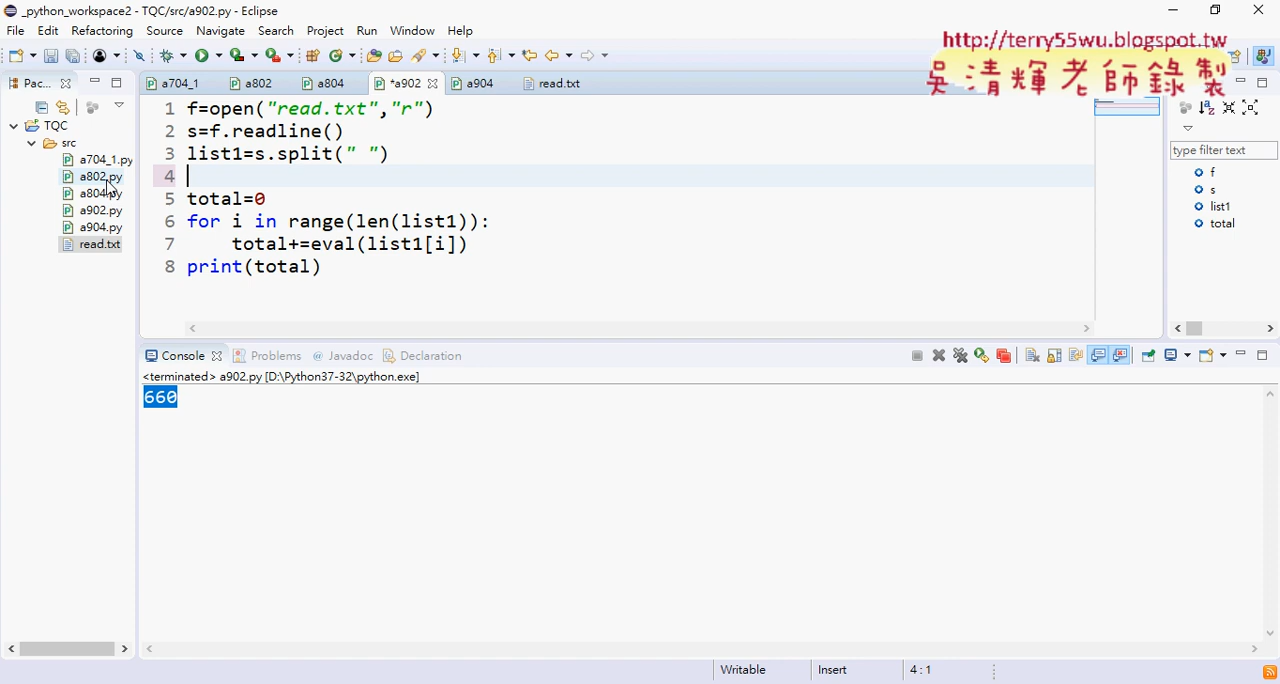 _python_workspace2 - TQC/src/a902.py - Eclipse
File Edit Refactoring Source Navigate Search Project Run Window Help
http://terry55wu.blogspot.tw
吳清輝老師錄製
Pac...
a704_1 a802 a804 *a902 a904 read.txt
TQC
src
a704_1.py
a802.py
a804.py
a902.py
a904.py
read.txt
1 f=open("read.txt","r")
2 s=f.readline()
3 list1=s.split(" ")
4
5 total=0
6 for i in range(len(list1)):
7     total+=eval(list1[i])
8 print(total)
type filter text
f
s
list1
total
Console Problems @ Javadoc Declaration
<terminated> a902.py [D:\Python37-32\python.exe]
660
Writable Insert 4 : 1